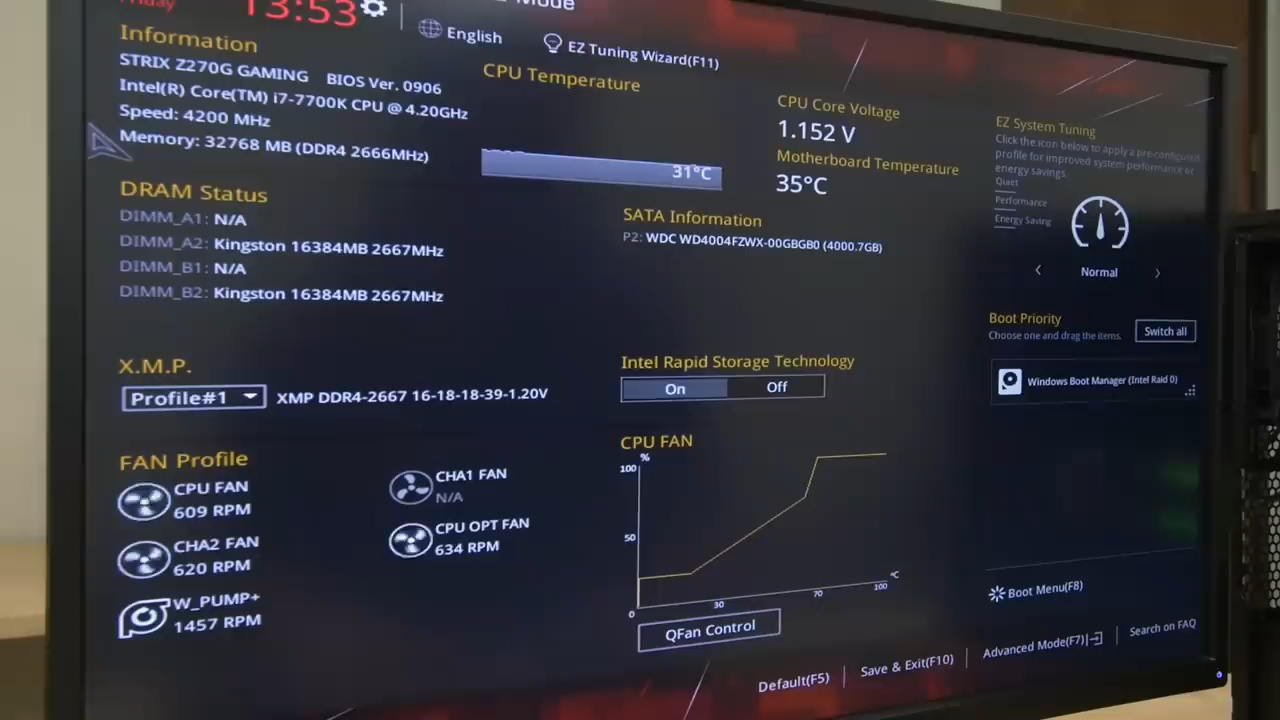 Friday
13:53
Mode
English
EZ Tuning Wizard(F11)
Information
STRIX Z270G GAMING BIOS Ver. 0906
Intel(R) Core(TM) i7-7700K CPU @ 4.20GHz
Speed: 4200 MHz
Memory: 32768 MB (DDR4 2666MHz)
CPU Temperature
31°C
CPU Core Voltage
1.152 V
Motherboard Temperature
35°C
EZ System Tuning
Click the icon below to apply a pre-configured
profile for improved system performance or
energy savings.
Quiet
Performance
Energy Saving
Normal
DRAM Status
DIMM_A1: N/A
DIMM_A2: Kingston 16384MB 2667MHz
DIMM_B1: N/A
DIMM_B2: Kingston 16384MB 2667MHz
SATA Information
P2: WDC WD4004FZWX-00GBGB0 (4000.7GB)
Boot Priority
Choose one and drag the items.
Switch all
Windows Boot Manager (Intel Raid 0)
X.M.P.
Profile#1
XMP DDR4-2667 16-18-18-39-1.20V
Intel Rapid Storage Technology
On
Off
FAN Profile
CPU FAN
609 RPM
CHA1 FAN
N/A
CHA2 FAN
620 RPM
CPU OPT FAN
634 RPM
W_PUMP+
1457 RPM
CPU FAN
%
100
50
0
30
70
100
°C
QFan Control
Boot Menu(F8)
Default(F5)
Save & Exit(F10)
Advanced Mode(F7)
Search on FAQ